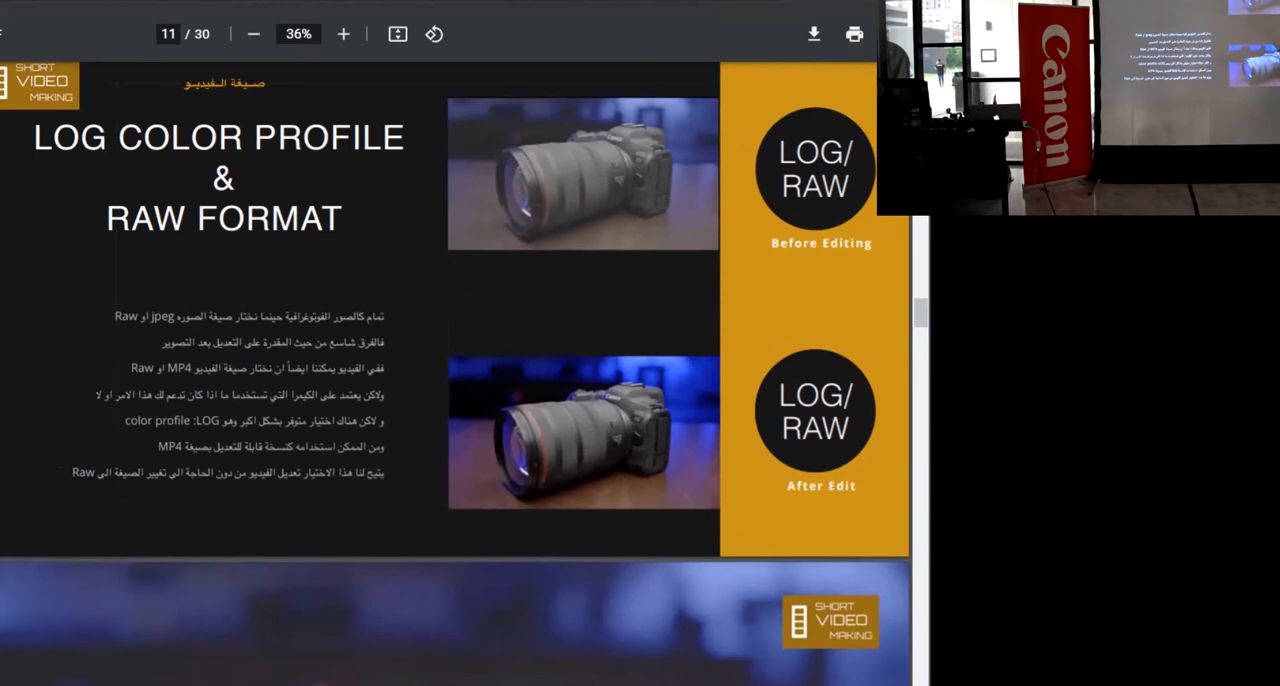 11 / 30
36%
SHORT
VIDEO
MAKING
صيغة الفيديو
LOG COLOR PROFILE
&
RAW FORMAT
تمام كالصور الفوتوغرافية حينما نختار صيغة الصوره jpeg او Raw
فالفرق شاسع من حيث المقدرة على التعديل بعد التصوير
ففي الفيديو يمكننا ايضاً ان نختار صيغة الفيديو MP4 او Raw
ولاكن يعتمد على الكيمرا التي تستخدما ما اذا كان تدعم لك هذا الامر او لا
و لاكن هناك اختيار متوفر بشكل اكبر وهو color profile :LOG
ومن الممكن استخدامه كنسخة قابلة للتعديل بصيغة MP4
يتيح لنا هذا الاختيار تعديل الفيديو من دون الحاجة الى تغيير الصيغة الى Raw
LOG/
RAW
Before Editing
LOG/
RAW
After Edit
Canon
SHORT
VIDEO
MAKING